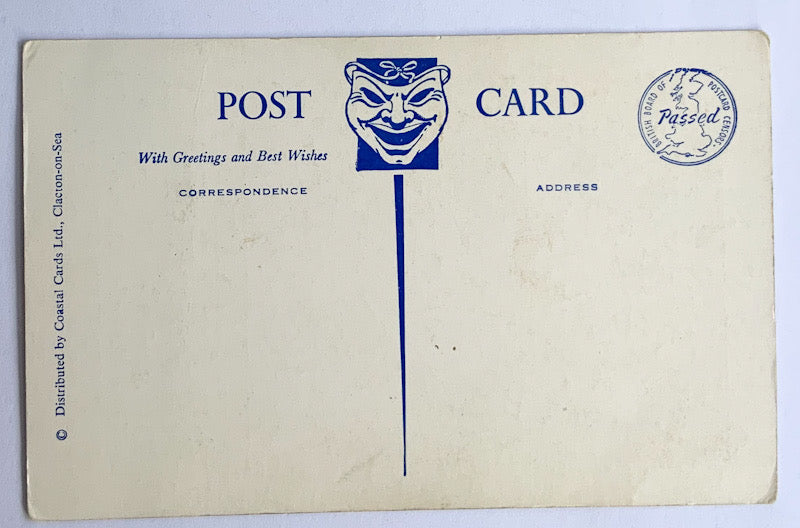 POST CARD
With Greetings and Best Wishes
CORRESPONDENCE
ADDRESS
BRITISH BOARD OF POSTCARD CENSORS
Passed
© Distributed by Coastal Cards Ltd., Clacton-on-Sea